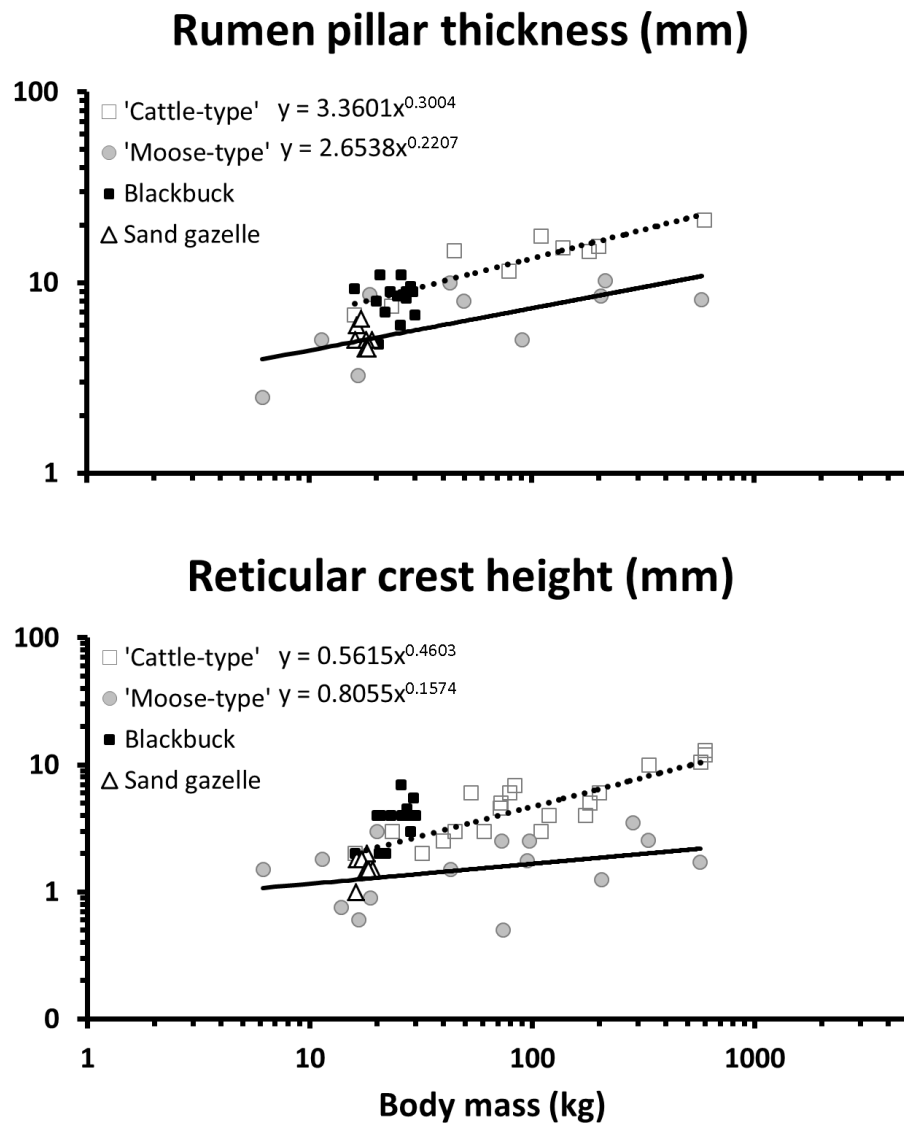 Rumen pillar thickness (mm)
100
'Cattle-type' y = 3.3601x^0.3004
'Moose-type' y = 2.6538x^0.2207
Blackbuck
Sand gazelle
10
1
Reticular crest height (mm)
100
'Cattle-type' y = 0.5615x^0.4603
'Moose-type' y = 0.8055x^0.1574
Blackbuck
Sand gazelle
10
1
0
1 10 100 1000
Body mass (kg)